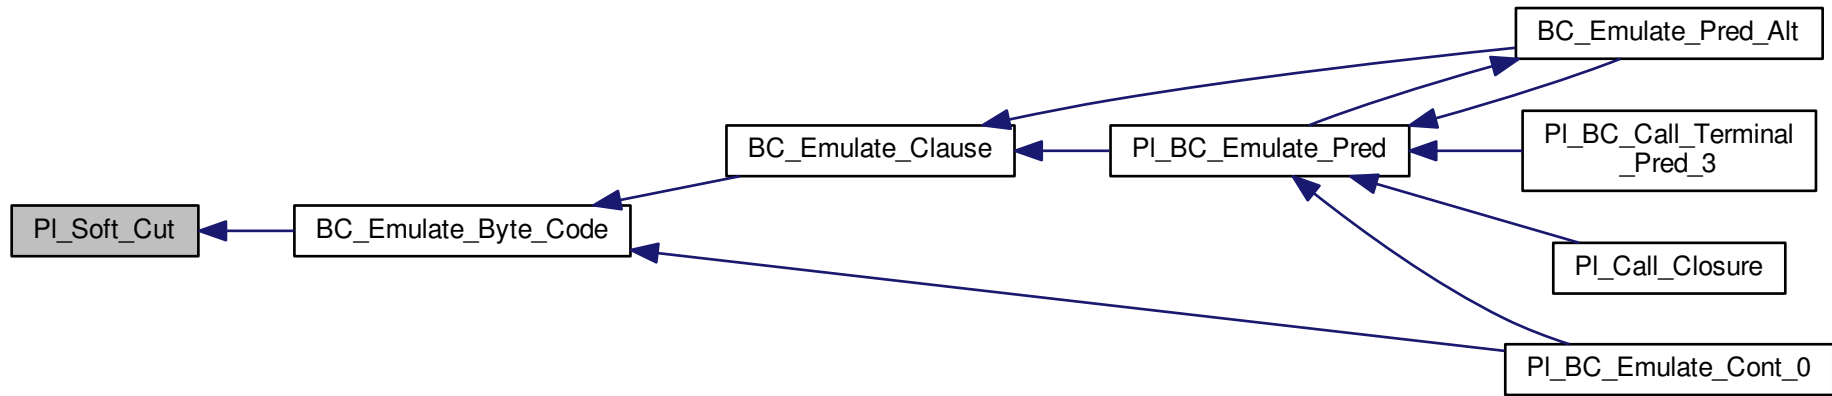 Pl_Soft_Cut
BC_Emulate_Byte_Code
BC_Emulate_Clause
Pl_BC_Emulate_Pred
BC_Emulate_Pred_Alt
Pl_BC_Call_Terminal
_Pred_3
Pl_Call_Closure
Pl_BC_Emulate_Cont_0